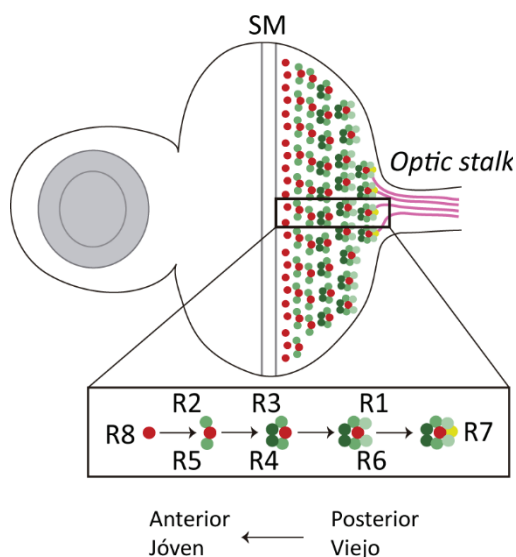 SM
Optic stalk
R2 R3 R1
R8 R7
R5 R4 R6
Anterior Posterior
Jóven Viejo